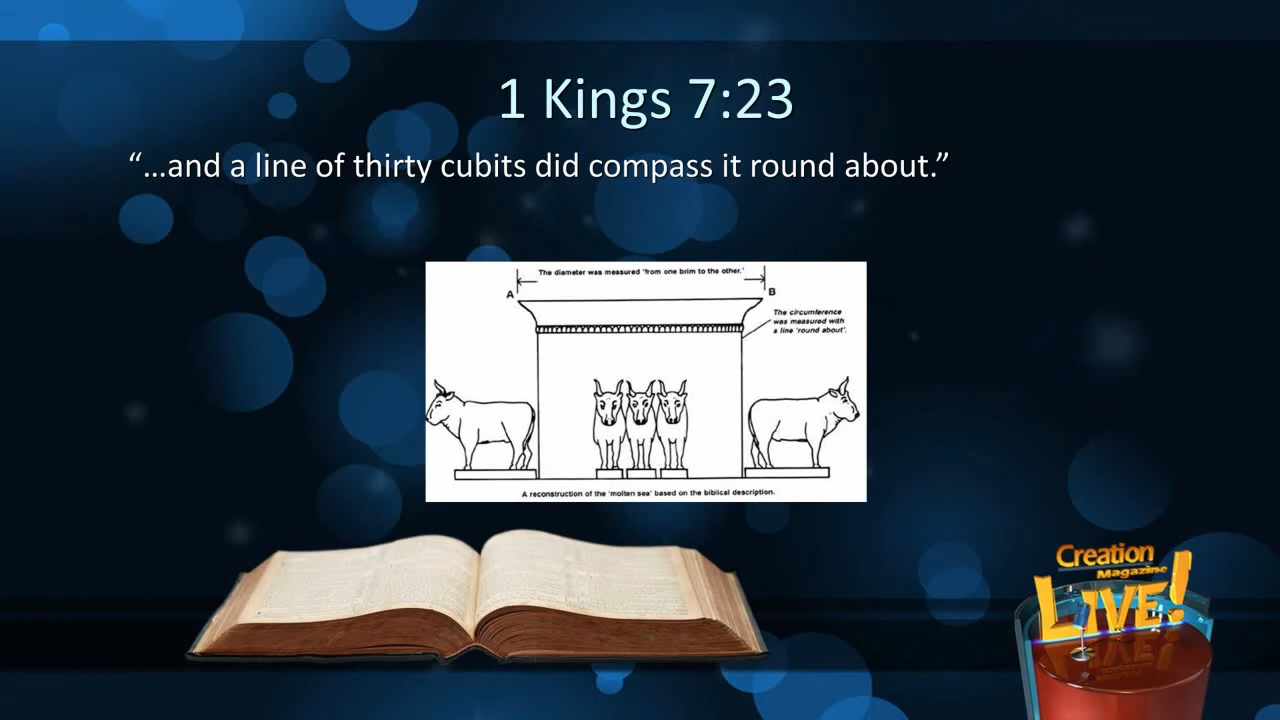 1 Kings 7:23
“…and a line of thirty cubits did compass it round about.”
The diameter was measured 'from one brim to the other.'
A
B
The circumference
was measured with
a line 'round about'.
A reconstruction of the 'molten sea' based on the biblical description.
Creation
Magazine
LIVE!